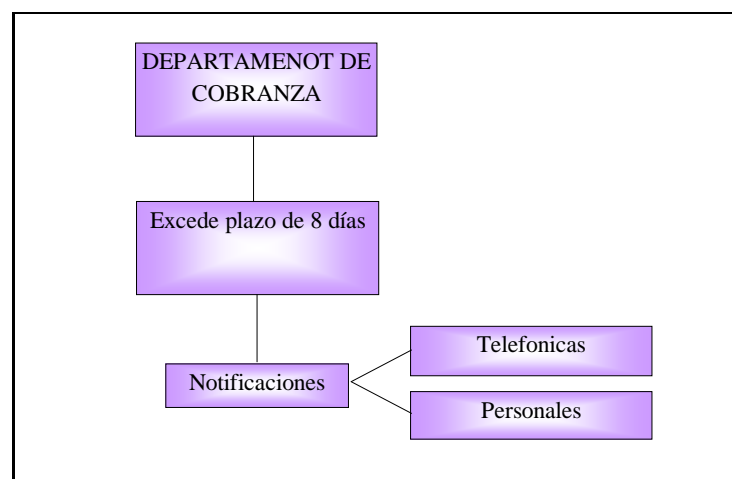 DEPARTAMENOT DE
COBRANZA
Excede plazo de 8 días
Notificaciones
Telefonicas
Personales